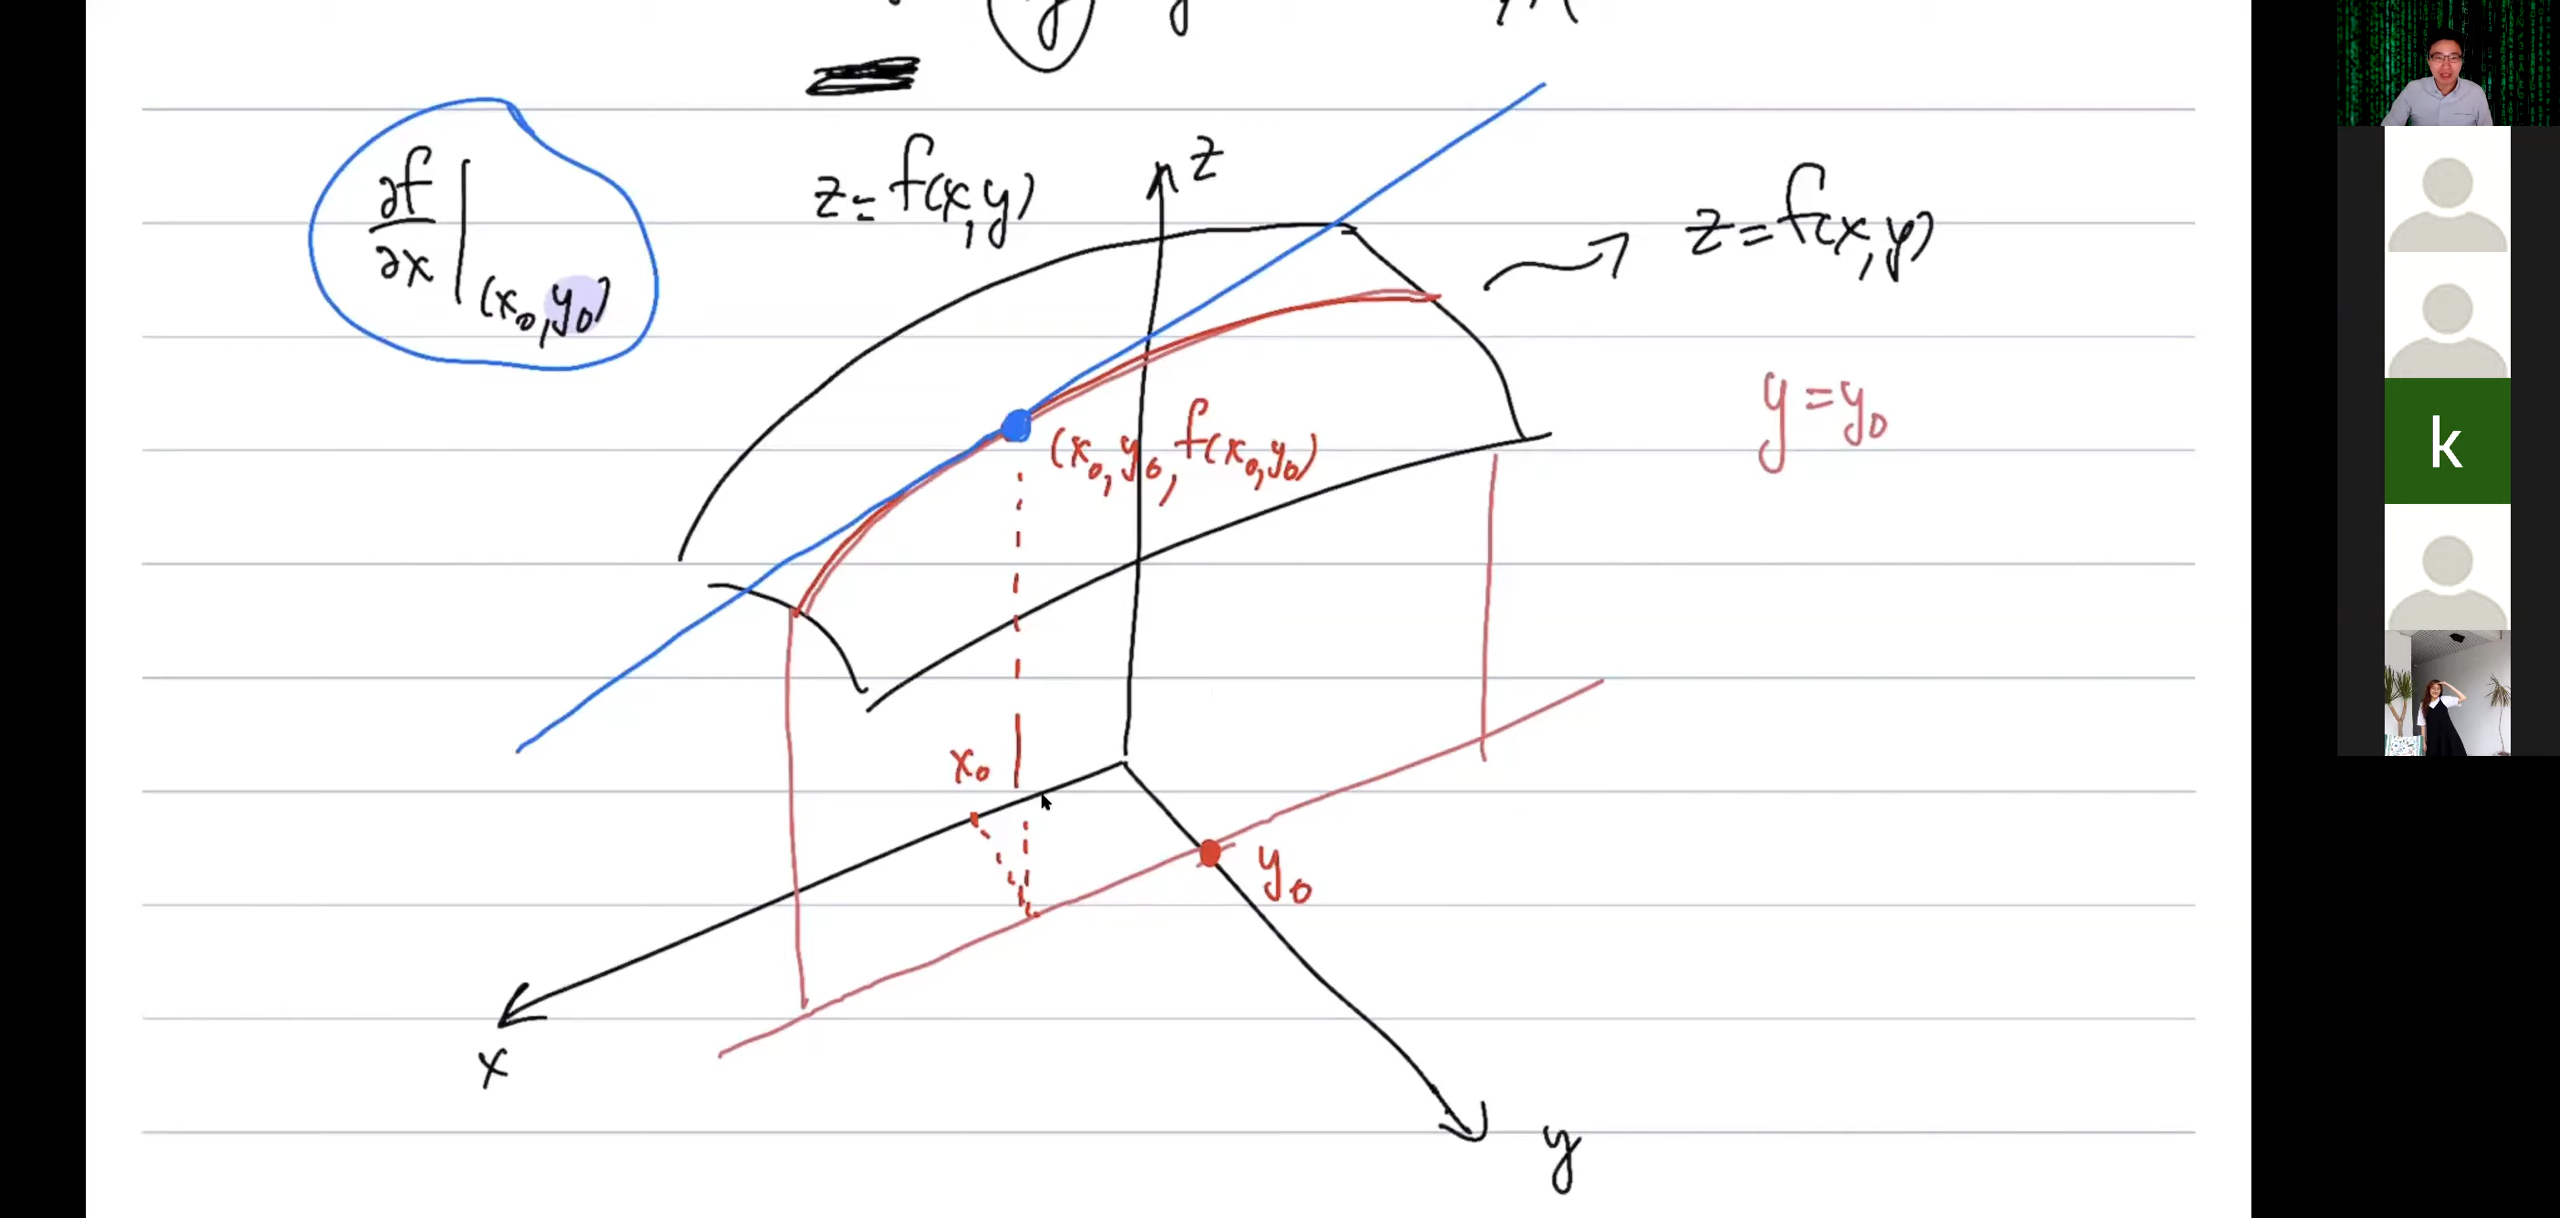 z
z = f(x,y)
z = f(x,y)
∂f/∂x |(x₀,y₀)
y = y₀
(x₀, y₀, f(x₀,y₀))
k
x₀
y₀
x
y